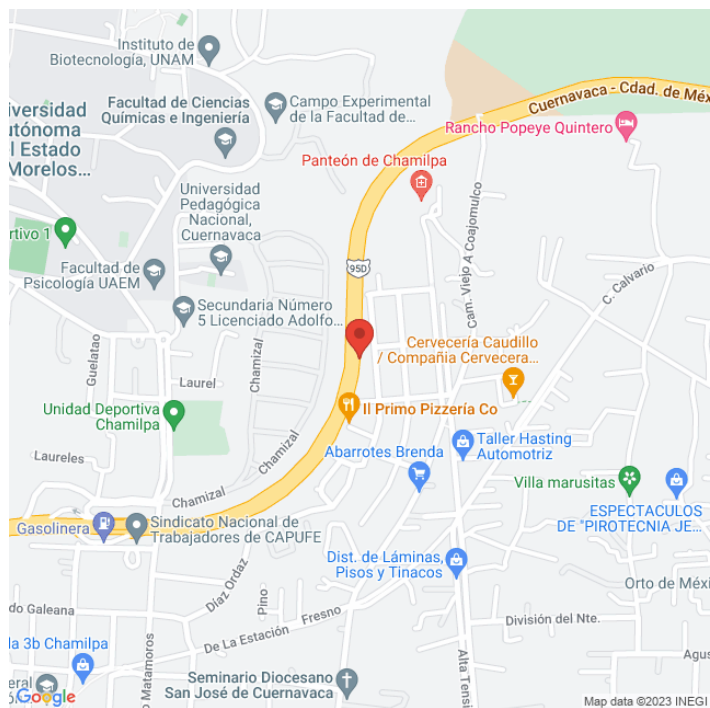 Instituto de
Biotecnología, UNAM
Cuernavaca - Cdad. de Méx
Facultad de Ciencias
Químicas e Ingeniería
Campo Experimental
de la Facultad de...
Rancho Popeye Quintero
iversidad
utónoma
l Estado
Morelos...
Panteón de Chamilpa
Universidad
Pedagógica
Nacional,
Cuernavaca
Cam. Viejo A Coajomulco
rtivo 1
Facultad de
Psicología UAEM
95D
C. Calvario
Secundaria Número
5 Licenciado Adolfo...
Cervecería Caudillo
/ Compañia Cervecera...
Guelatao
Chamizal
Laurel
Unidad Deportiva
Chamilpa
Il Primo Pizzería Co
Taller Hasting
Automotriz
Abarrotes Brenda
Laureles
Chamizal
Villa marusitas
Chamizal
ESPECTACULOS
DE "PIROTECNIA JE...
Gasolinera
Sindicato Nacional de
Trabajadores de CAPUFE
Dist. de Láminas,
Pisos y Tinacos
Díaz Ordaz
Pino
Orto de Méxi
do Galeana
Fresno
División del Nte.
De La Estación
la 3b Chamilpa
o Matamoros
Alta Tensi
Agus
Seminario Diocesano
San José de Cuernavaca
eral
Google
Map data ©2023 INEGI